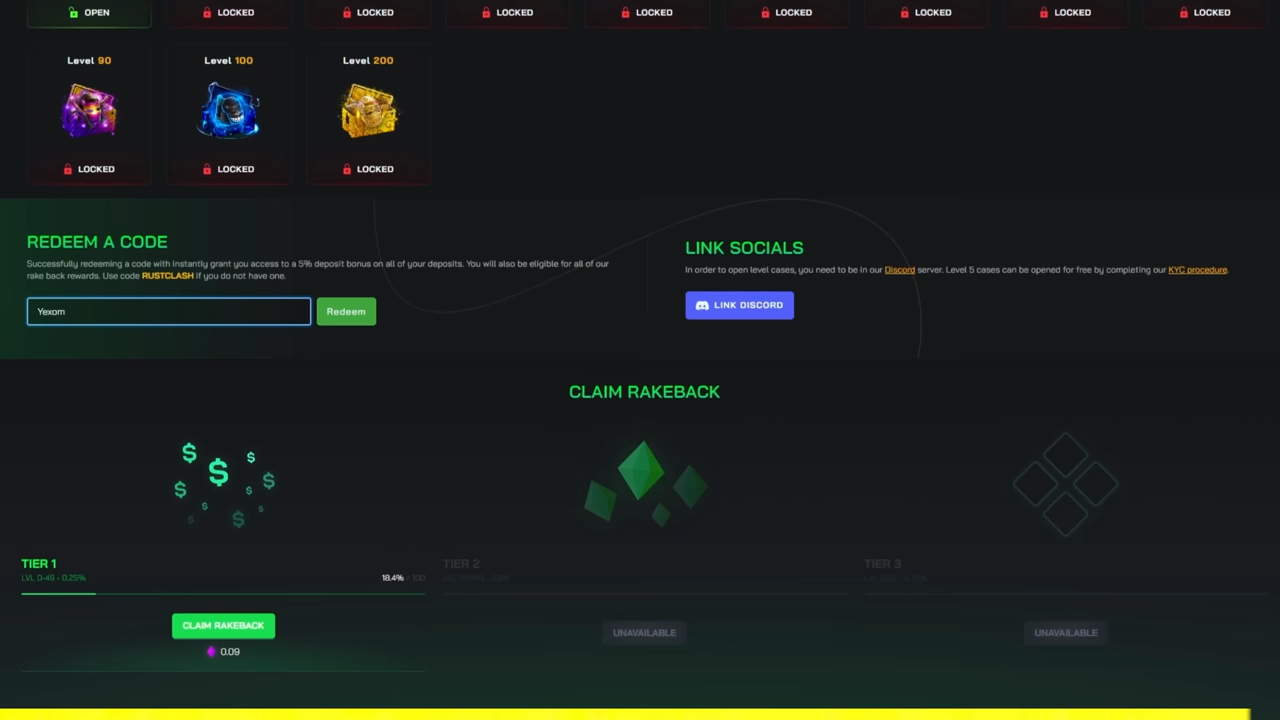 OPEN LOCKED LOCKED LOCKED LOCKED LOCKED LOCKED LOCKED LOCKED
Level 90 Level 100 Level 200
LOCKED LOCKED LOCKED
REDEEM A CODE
Successfully redeeming a code with Instantly grant you access to a 5% deposit bonus on all of your deposits. You will also be eligible for all of our
rake back rewards. Use code RUSTCLASH if you do not have one.
Yexom Redeem
LINK SOCIALS
In order to open level cases, you need to be in our Discord server. Level 5 cases can be opened for free by completing our KYC procedure.
LINK DISCORD
CLAIM RAKEBACK
$ $ $ $ $ $ $ $ $ $ $
TIER 1
LVL 0-49 - 0.25% 18.4% / 100
CLAIM RAKEBACK
0.09
TIER 2
UNAVAILABLE
TIER 3
UNAVAILABLE